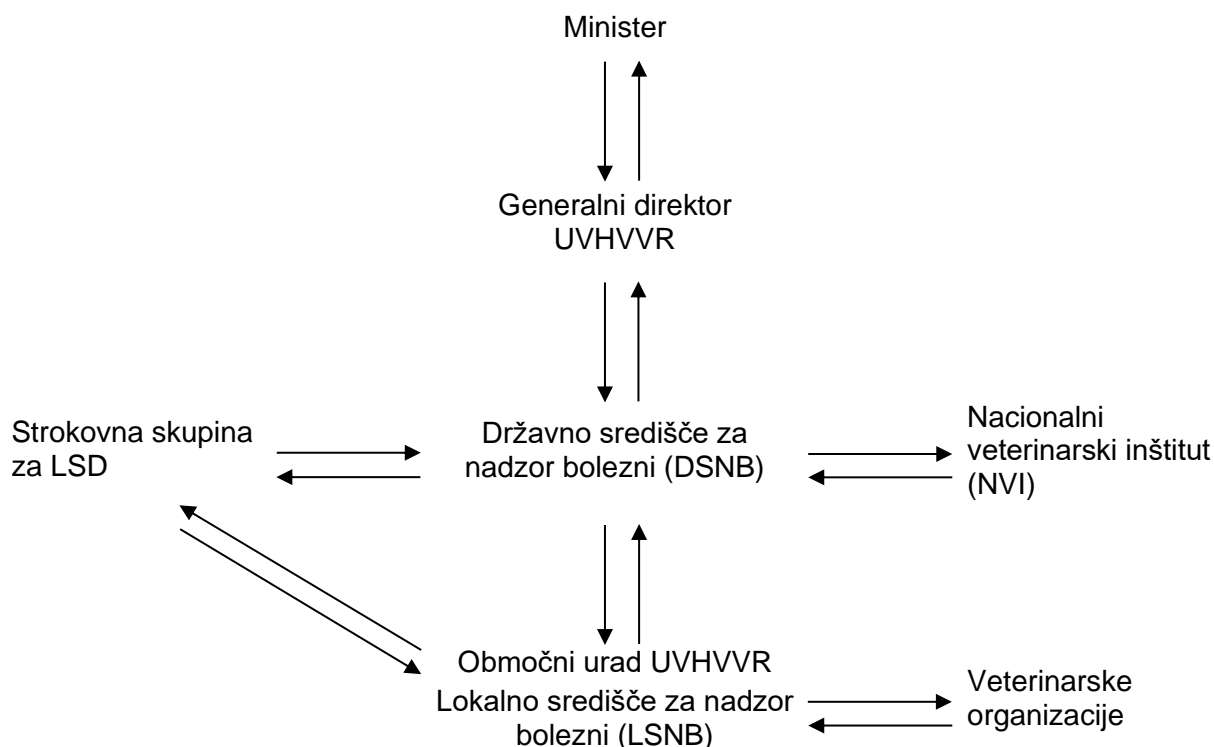 Minister
Generalni direktor
UVHVVR
Strokovna skupina
za LSD
Državno središče za
nadzor bolezni (DSNB)
Nacionalni
veterinarski inštitut
(NVI)
Območni urad UVHVVR
Lokalno središče za nadzor
bolezni (LSNB)
Veterinarske
organizacije